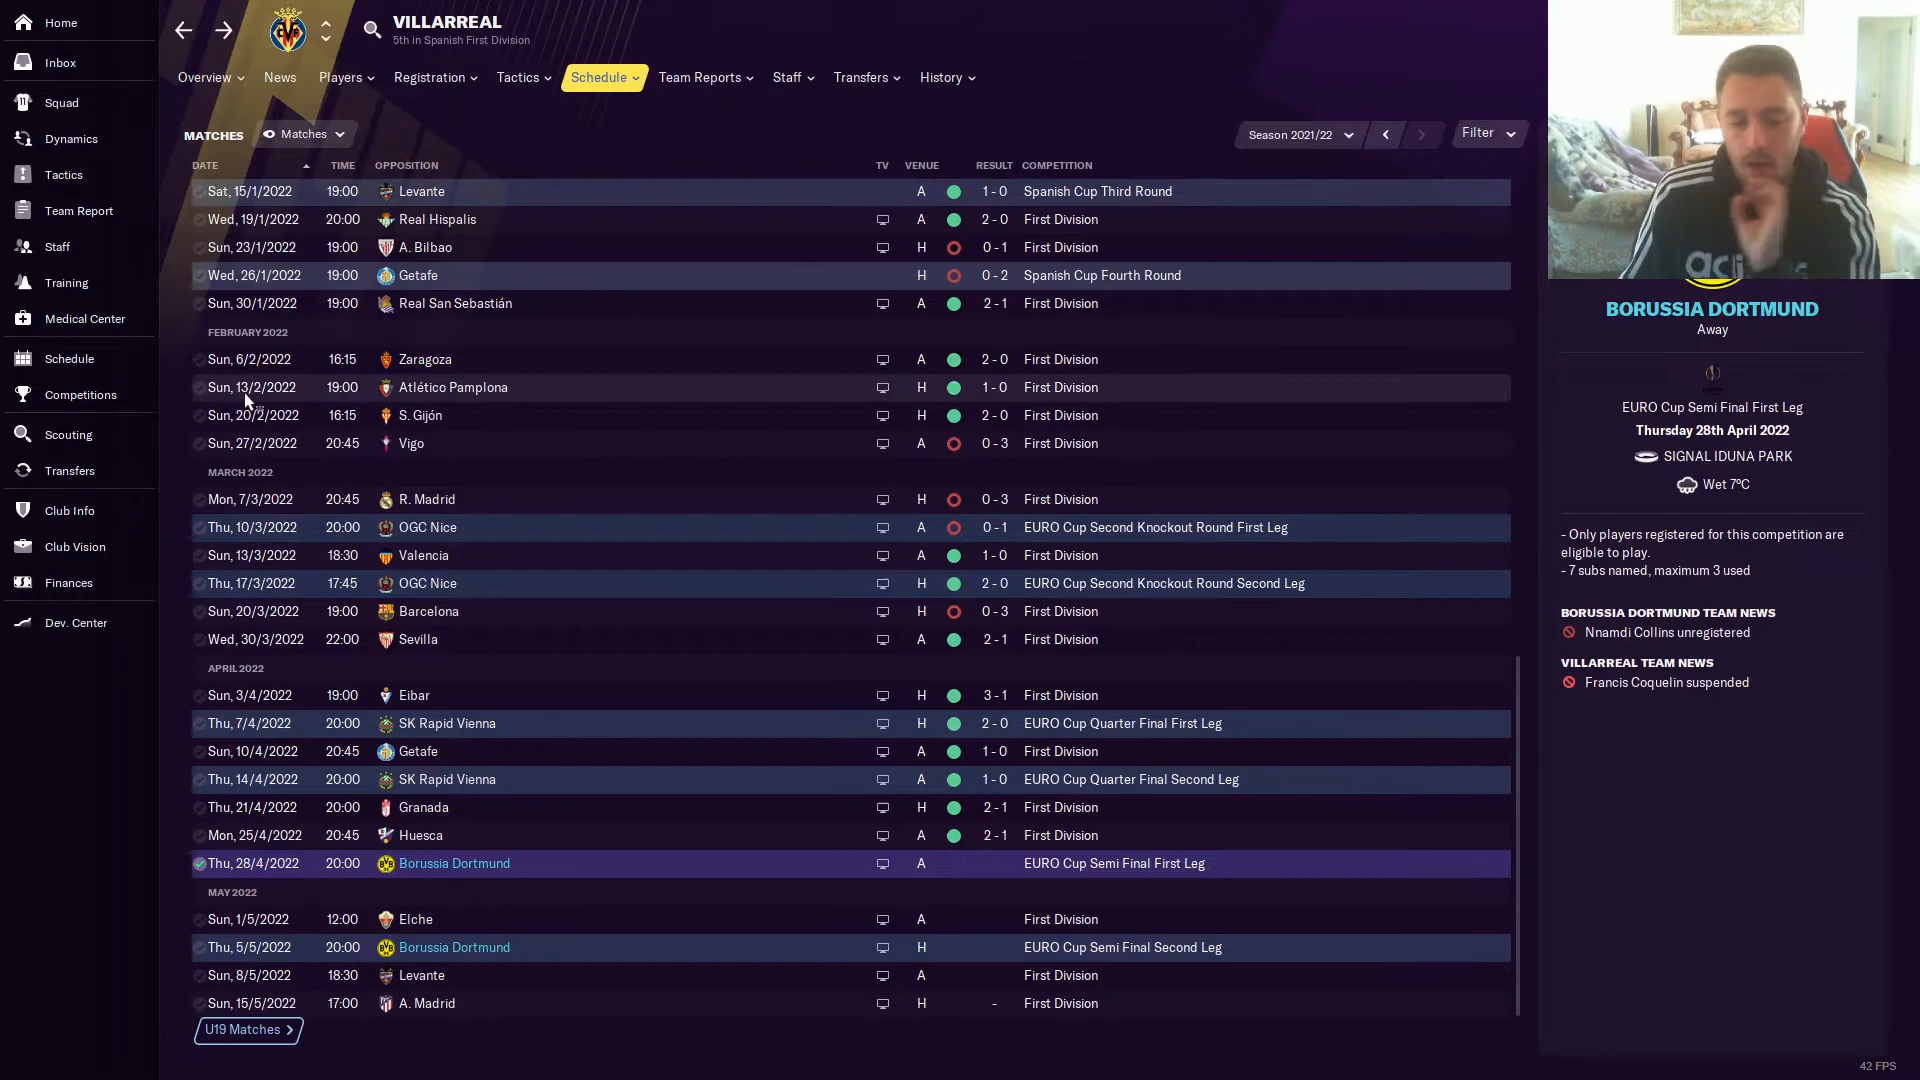 Home
Inbox
Squad
Dynamics
Tactics
Team Report
Staff
Training
Medical Center
Schedule
Competitions
Scouting
Transfers
Club Info
Club Vision
Finances
Dev. Center
VILLARREAL
5th in Spanish First Division
Overview News Players Registration Tactics Schedule Team Reports Staff Transfers History
MATCHES Matches Season 2021/22 Filter
DATE TIME OPPOSITION TV VENUE RESULT COMPETITION
Sat, 15/1/2022 19:00 Levante A 1 - 0 Spanish Cup Third Round
Wed, 19/1/2022 20:00 Real Hispalis A 2 - 0 First Division
Sun, 23/1/2022 19:00 A. Bilbao H 0 - 1 First Division
Wed, 26/1/2022 19:00 Getafe H 0 - 2 Spanish Cup Fourth Round
Sun, 30/1/2022 19:00 Real San Sebastián A 2 - 1 First Division
FEBRUARY 2022
Sun, 6/2/2022 16:15 Zaragoza A 2 - 0 First Division
Sun, 13/2/2022 19:00 Atlético Pamplona H 1 - 0 First Division
Sun, 20/2/2022 16:15 S. Gijón H 2 - 0 First Division
Sun, 27/2/2022 20:45 Vigo A 0 - 3 First Division
MARCH 2022
Mon, 7/3/2022 20:45 R. Madrid H 0 - 3 First Division
Thu, 10/3/2022 20:00 OGC Nice A 0 - 1 EURO Cup Second Knockout Round First Leg
Sun, 13/3/2022 18:30 Valencia A 1 - 0 First Division
Thu, 17/3/2022 17:45 OGC Nice H 2 - 0 EURO Cup Second Knockout Round Second Leg
Sun, 20/3/2022 19:00 Barcelona H 0 - 3 First Division
Wed, 30/3/2022 22:00 Sevilla A 2 - 1 First Division
APRIL 2022
Sun, 3/4/2022 19:00 Eibar H 3 - 1 First Division
Thu, 7/4/2022 20:00 SK Rapid Vienna H 2 - 0 EURO Cup Quarter Final First Leg
Sun, 10/4/2022 20:45 Getafe A 1 - 0 First Division
Thu, 14/4/2022 20:00 SK Rapid Vienna A 1 - 0 EURO Cup Quarter Final Second Leg
Thu, 21/4/2022 20:00 Granada H 2 - 1 First Division
Mon, 25/4/2022 20:45 Huesca A 2 - 1 First Division
Thu, 28/4/2022 20:00 Borussia Dortmund A EURO Cup Semi Final First Leg
MAY 2022
Sun, 1/5/2022 12:00 Elche A First Division
Thu, 5/5/2022 20:00 Borussia Dortmund H EURO Cup Semi Final Second Leg
Sun, 8/5/2022 18:30 Levante A First Division
Sun, 15/5/2022 17:00 A. Madrid H - First Division
U19 Matches
BORUSSIA DORTMUND
Away
EURO Cup Semi Final First Leg
Thursday 28th April 2022
SIGNAL IDUNA PARK
Wet 7ºC
- Only players registered for this competition are
eligible to play.
- 7 subs named, maximum 3 used
BORUSSIA DORTMUND TEAM NEWS
Nnamdi Collins unregistered
VILLARREAL TEAM NEWS
Francis Coquelin suspended
42 FPS